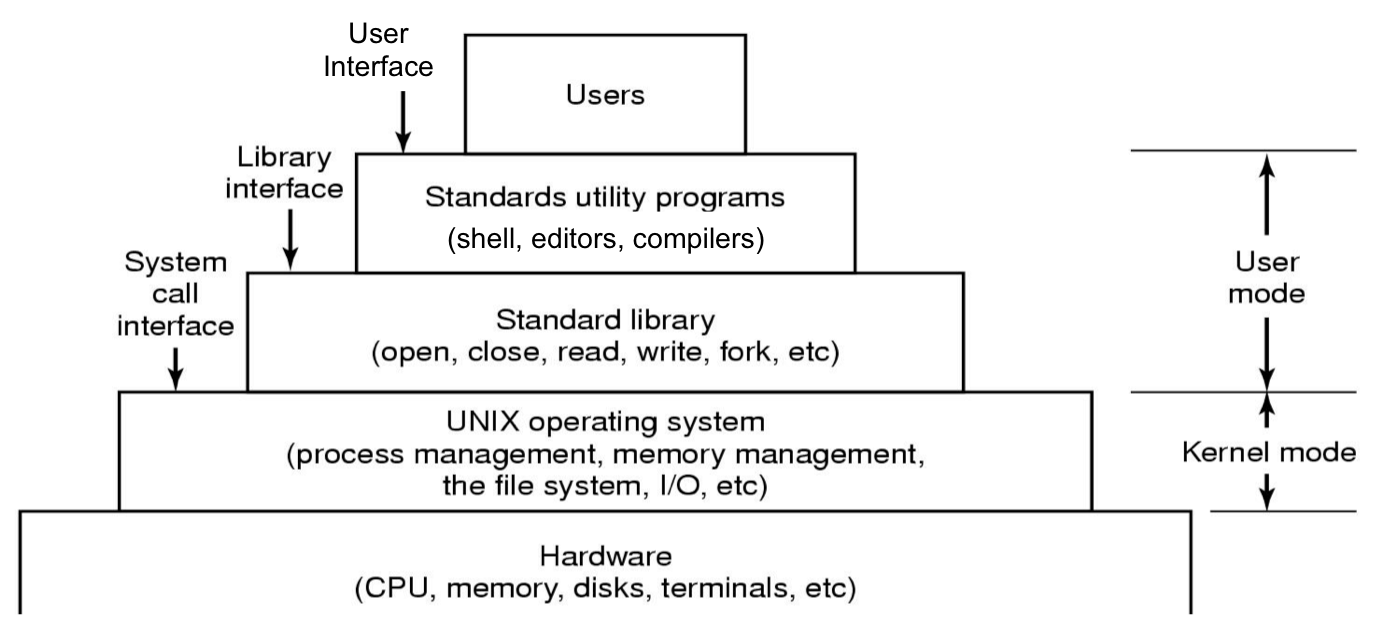 User
Interface
Users
Library
interface
Standards utility programs
(shell, editors, compilers)
System
call
interface
User
mode
Standard library
(open, close, read, write, fork, etc)
UNIX operating system
(process management, memory management,
the file system, I/O, etc)
Kernel mode
Hardware
(CPU, memory, disks, terminals, etc)